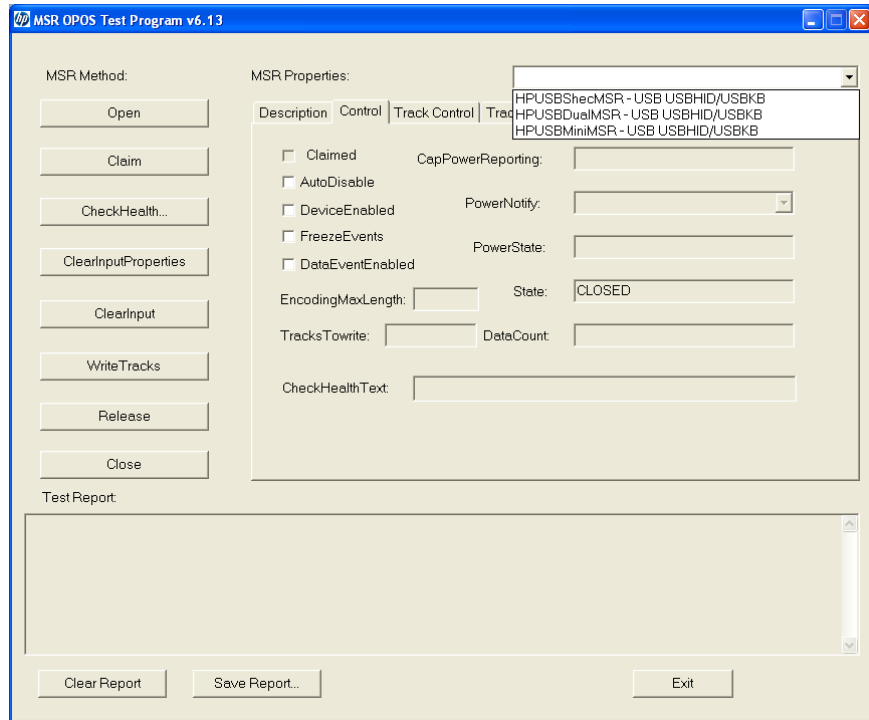 hp MSR OPOS Test Program v6.13
MSR Method:
MSR Properties:
HPUSBShecMSR - USB USBHID/USBKB
HPUSBDualMSR - USB USBHID/USBKB
HPUSBMiniMSR - USB USBHID/USBKB
Open
Claim
CheckHealth...
ClearInputProperties
ClearInput
WriteTracks
Release
Close
Description Control Track Control
Claimed
AutoDisable
DeviceEnabled
FreezeEvents
DataEventEnabled
CapPowerReporting:
PowerNotify:
PowerState:
State: CLOSED
EncodingMaxLength:
TracksTowrite:
DataCount:
CheckHealthText:
Test Report:
Clear Report
Save Report...
Exit